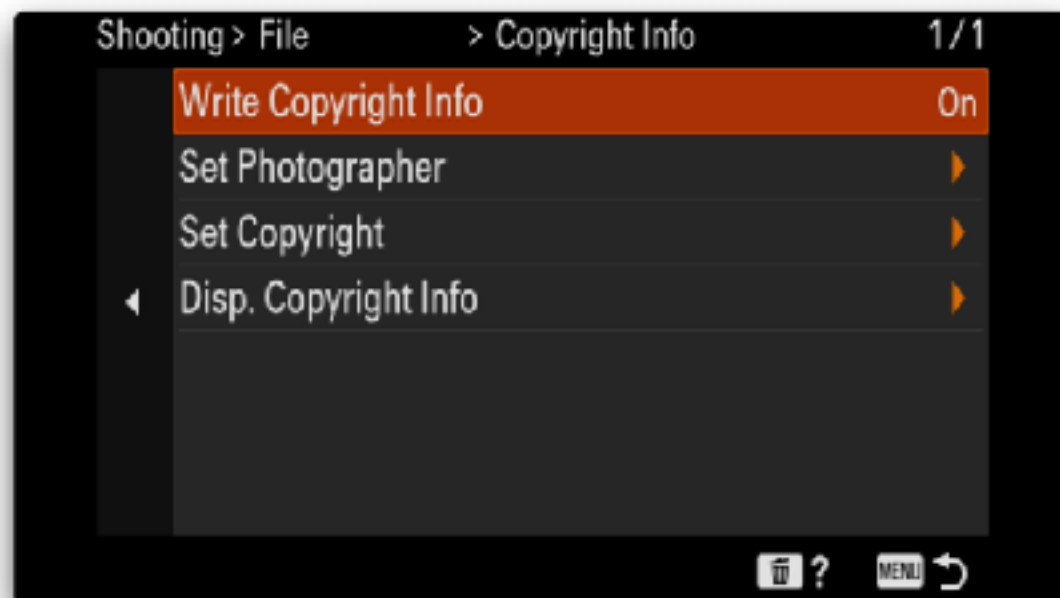 Shooting > File > Copyright Info 1/1
Write Copyright Info On
Set Photographer
Set Copyright
Disp. Copyright Info
? MENU